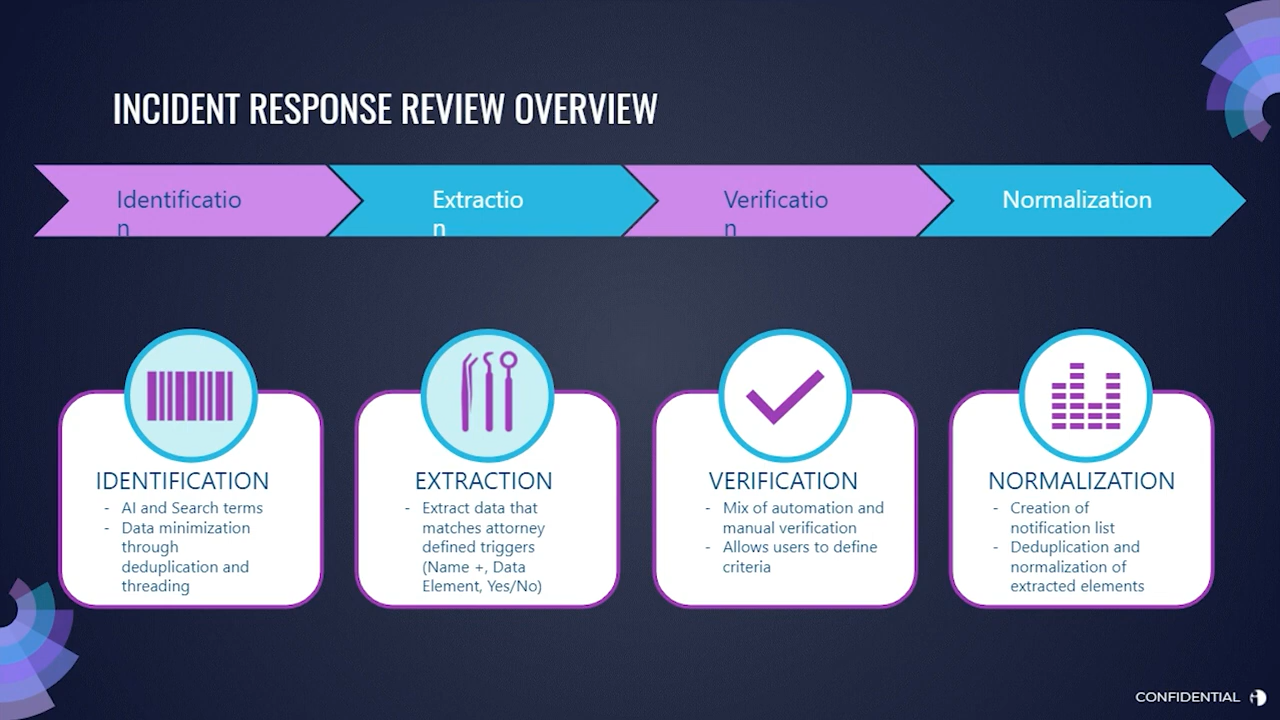 INCIDENT RESPONSE REVIEW OVERVIEW
Identificatio
n
Extractio
n
Verificatio
n
Normalization
IDENTIFICATION
- AI and Search terms
- Data minimization
through
deduplication and
threading
EXTRACTION
- Extract data that
matches attorney
defined triggers
(Name +, Data
Element, Yes/No)
VERIFICATION
- Mix of automation and
manual verification
- Allows users to define
criteria
NORMALIZATION
- Creation of
notification list
- Deduplication and
normalization of
extracted elements
CONFIDENTIAL